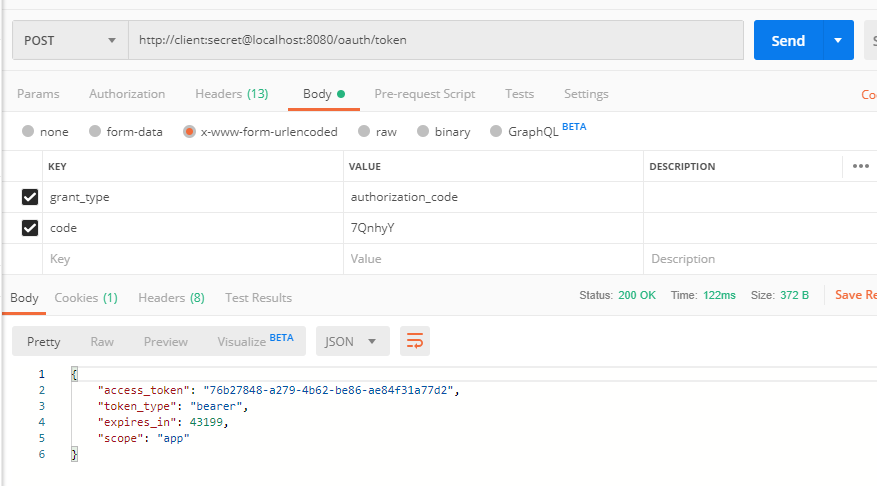 POST http://client:secret@localhost:8080/oauth/token Send
Params Authorization Headers (13) Body Pre-request Script Tests Settings
none form-data x-www-form-urlencoded raw binary GraphQL BETA
KEY VALUE DESCRIPTION •••
grant_type authorization_code
code 7QnhyY
Key Value Description
Body Cookies (1) Headers (8) Test Results Status: 200 OK Time: 122ms Size: 372 B Save Re
Pretty Raw Preview Visualize BETA JSON
1 {
2 "access_token": "76b27848-a279-4b62-be86-ae84f31a77d2",
3 "token_type": "bearer",
4 "expires_in": 43199,
5 "scope": "app"
6 }